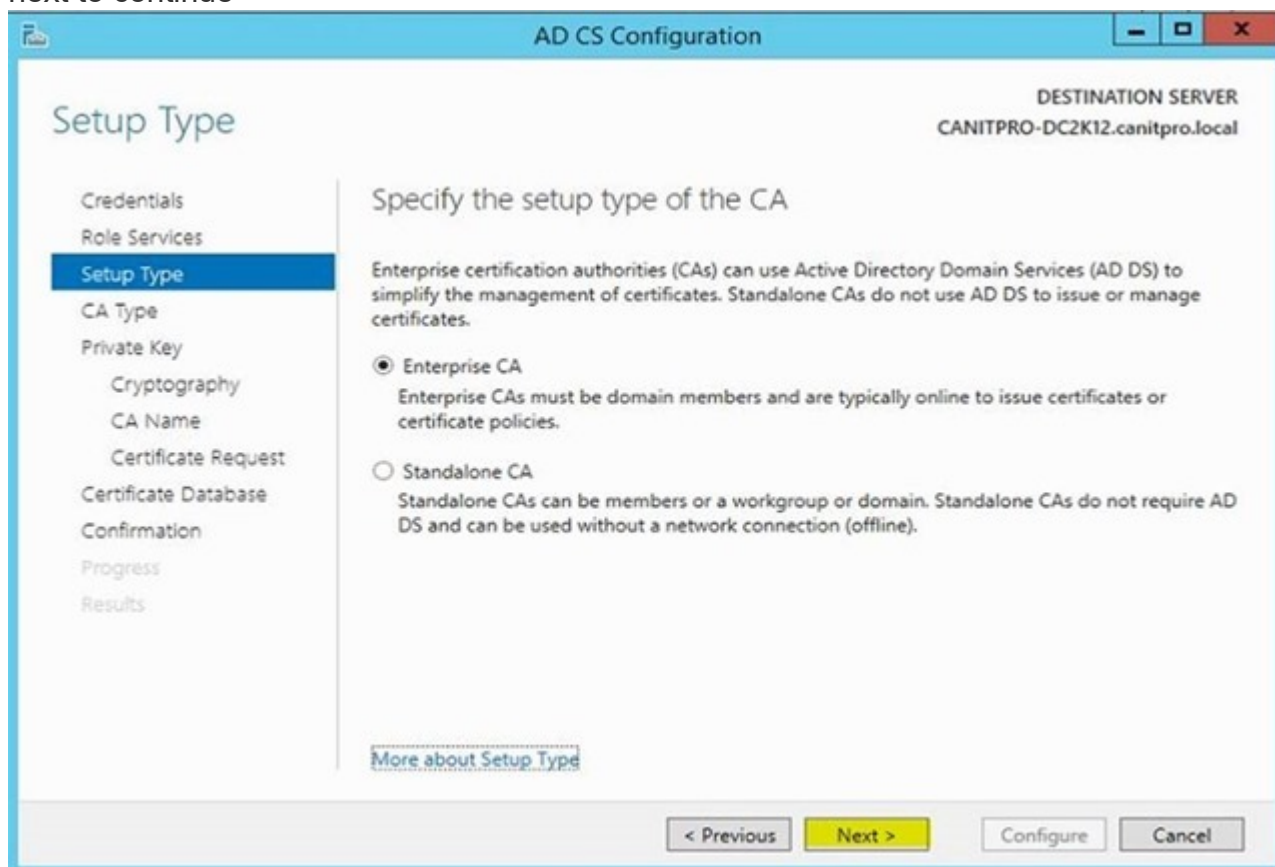 next to continue
AD CS Configuration
Setup Type
DESTINATION SERVER
CANITPRO-DC2K12.canitpro.local
Credentials
Role Services
Setup Type
CA Type
Private Key
Cryptography
CA Name
Certificate Request
Certificate Database
Confirmation
Progress
Results
Specify the setup type of the CA
Enterprise certification authorities (CAs) can use Active Directory Domain Services (AD DS) to
simplify the management of certificates. Standalone CAs do not use AD DS to issue or manage
certificates.
Enterprise CA
Enterprise CAs must be domain members and are typically online to issue certificates or
certificate policies.
Standalone CA
Standalone CAs can be members or a workgroup or domain. Standalone CAs do not require AD
DS and can be used without a network connection (offline).
More about Setup Type
< Previous
Next >
Configure
Cancel